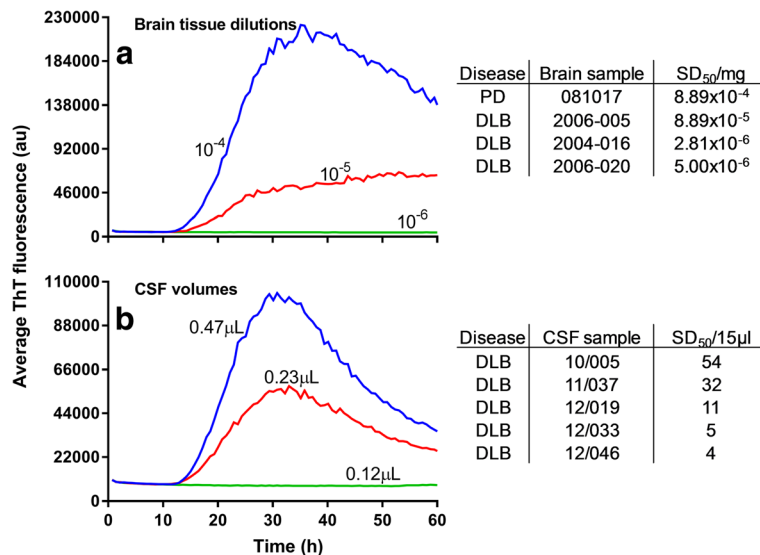 Average ThT fluorescence (au)
a
Brain tissue dilutions
230000
184000
138000
92000
46000
0
10-4
10-5
10-6
Disease Brain sample SD50/mg
PD 081017 8.89x10-4
DLB 2006-005 8.89x10-5
DLB 2004-016 2.81x10-6
DLB 2006-020 5.00x10-6
b
CSF volumes
110000
88000
66000
44000
22000
0
0.47μL
0.23μL
0.12μL
0 10 20 30 40 50 60
Time (h)
Disease CSF sample SD50/15μl
DLB 10/005 54
DLB 11/037 32
DLB 12/019 11
DLB 12/033 5
DLB 12/046 4